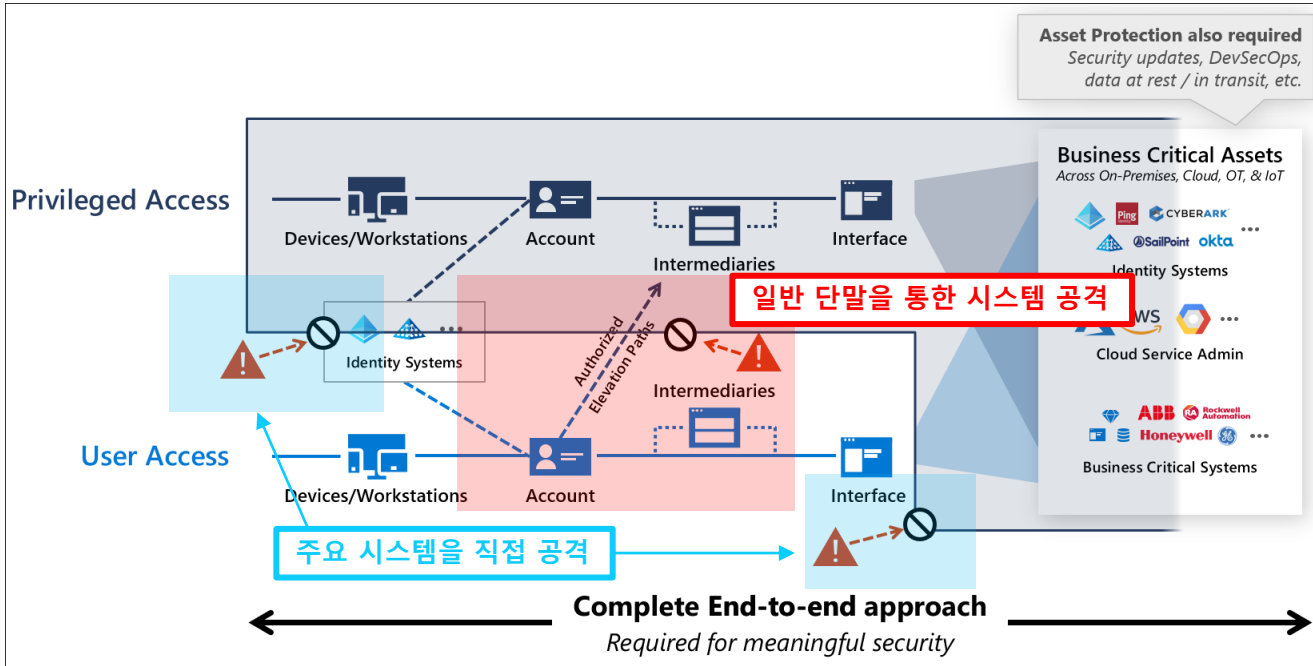 Asset Protection also required
Security updates, DevSecOps,
data at rest / in transit, etc.
Business Critical Assets
Across On-Premises, Cloud, OT, & IoT
Privileged Access
Devices/Workstations
Account
Intermediaries
Interface
Ping
CYBERARK
SailPoint
okta
...
Identity Systems
일반 단말을 통한 시스템 공격
...
Identity Systems
Authorized
Elevation Paths
Intermediaries
WS
...
Cloud Service Admin
User Access
Devices/Workstations
Account
Interface
ABB
RA
Rockwell
Automation
Honeywell
...
Business Critical Systems
주요 시스템을 직접 공격
Complete End-to-end approach
Required for meaningful security